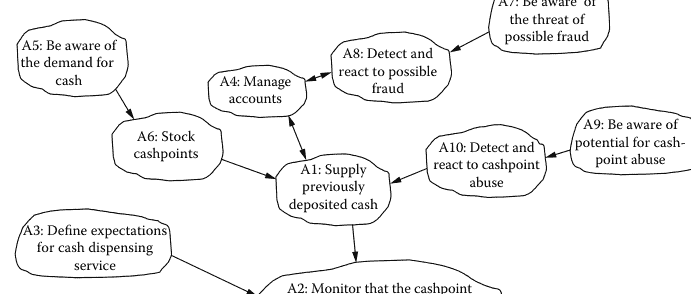 A7: Be aware of
the threat of
possible fraud
A5: Be aware of
the demand for
cash
A8: Detect and
react to possible
fraud
A4: Manage
accounts
A6: Stock
cashpoints
A10: Detect and
react to cashpoint
abuse
A9: Be aware of
potential for cash-
point abuse
A1: Supply
previously
deposited cash
A3: Define expectations
for cash dispensing
service
A2: Monitor that the cashpoint